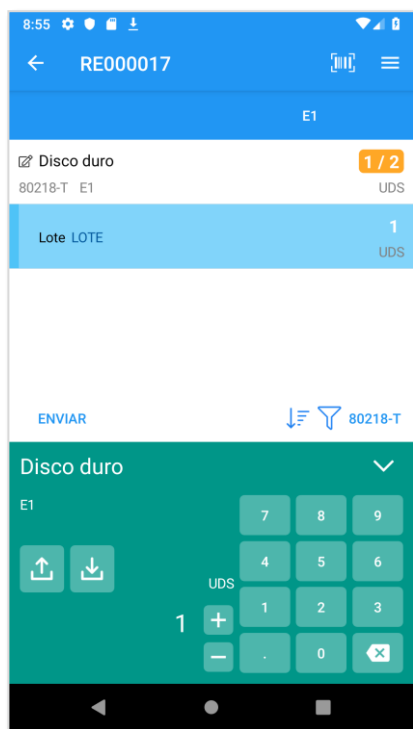 8:55
RE000017
E1
Disco duro 1 / 2
80218-T E1 UDS
Lote LOTE 1
UDS
ENVIAR 80218-T
Disco duro
E1
7 8 9
4 5 6
UDS
1 + 1 2 3
− . 0